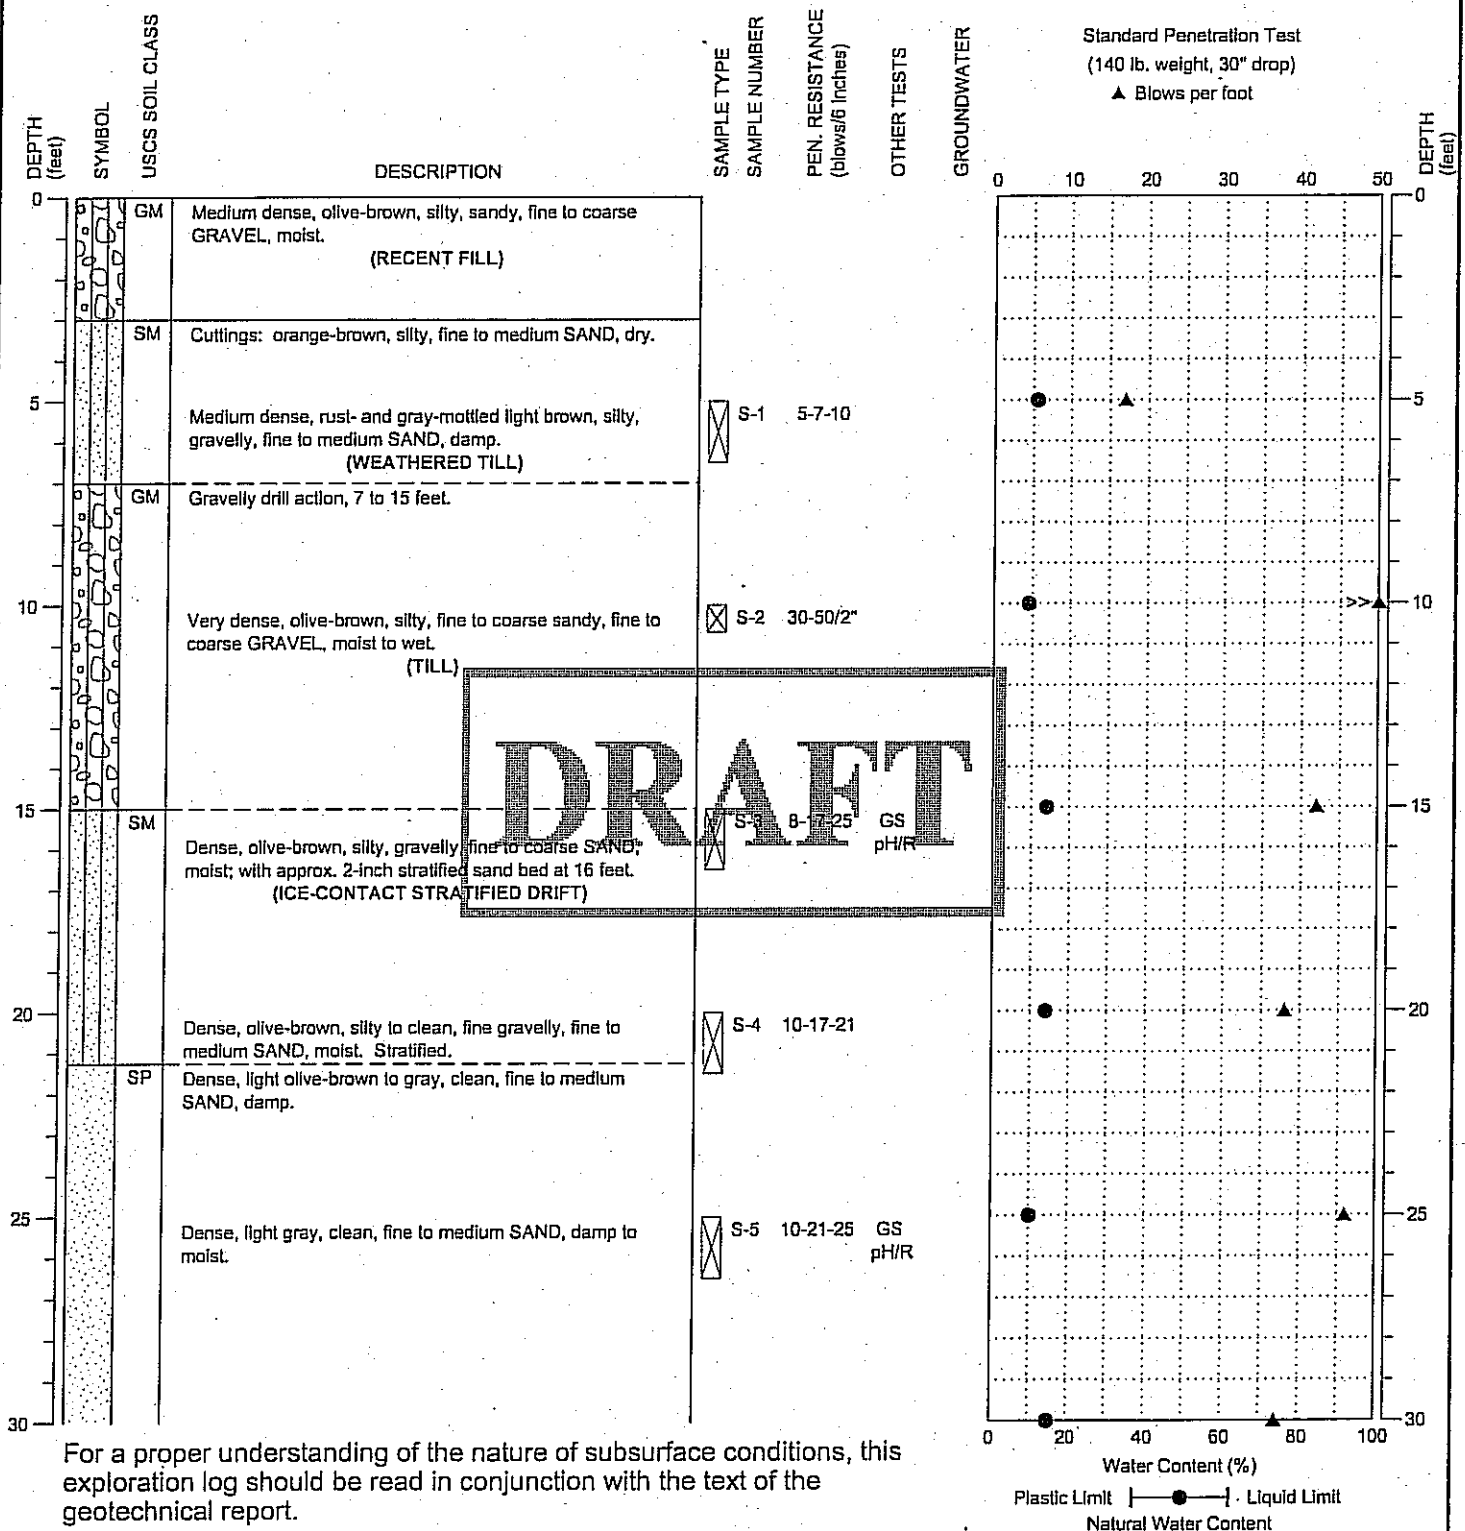 DEPTH
(feet)
SYMBOL
USCS SOIL CLASS
DESCRIPTION
SAMPLE TYPE
SAMPLE NUMBER
PEN. RESISTANCE
(blows/6 inches)
OTHER TESTS
GROUNDWATER
Standard Penetration Test
(140 lb. weight, 30" drop)
▲ Blows per foot
DEPTH
(feet)
0 10 20 30 40 50
0
GM
Medium dense, olive-brown, silty, sandy, fine to coarse
GRAVEL, moist.
(RECENT FILL)
0
SM
Cuttings: orange-brown, silty, fine to medium SAND, dry.
5
Medium dense, rust- and gray-mottled light brown, silty,
gravelly, fine to medium SAND, damp.
(WEATHERED TILL)
S-1 5-7-10
5
GM
Gravelly drill action, 7 to 15 feet.
10
Very dense, olive-brown, silty, fine to coarse sandy, fine to
coarse GRAVEL, moist to wet.
(TILL)
S-2 30-50/2"
>>
10
DRAFT
15
SM
Dense, olive-brown, silty, gravelly, fine to coarse SAND,
moist; with approx. 2-inch stratified sand bed at 16 feet.
(ICE-CONTACT STRATIFIED DRIFT)
S-3 8-17-25 GS
pH/R
15
20
Dense, olive-brown, silty to clean, fine gravelly, fine to
medium SAND, moist. Stratified.
S-4 10-17-21
20
SP
Dense, light olive-brown to gray, clean, fine to medium
SAND, damp.
25
Dense, light gray, clean, fine to medium SAND, damp to
moist.
S-5 10-21-25 GS
pH/R
25
30
30
0 20 40 60 80 100
Water Content (%)
Plastic Limit Liquid Limit
Natural Water Content
For a proper understanding of the nature of subsurface conditions, this
exploration log should be read in conjunction with the text of the
geotechnical report.